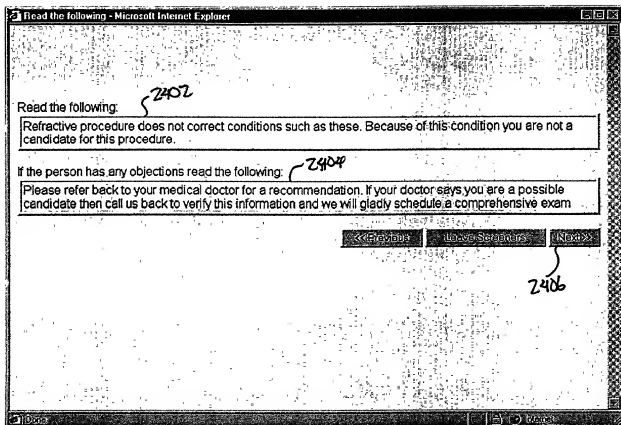 Read the following - Microsoft Internet Explorer
2402
Read the following:
Refractive procedure does not correct conditions such as these. Because of this condition you are not a
candidate for this procedure.
2404
If the person has any objections read the following:
Please refer back to your medical doctor for a recommendation. If your doctor says you are a possible
candidate then call us back to verify this information and we will gladly schedule a comprehensive exam
<<Previous Leave Screeners Next>>
2406
Done